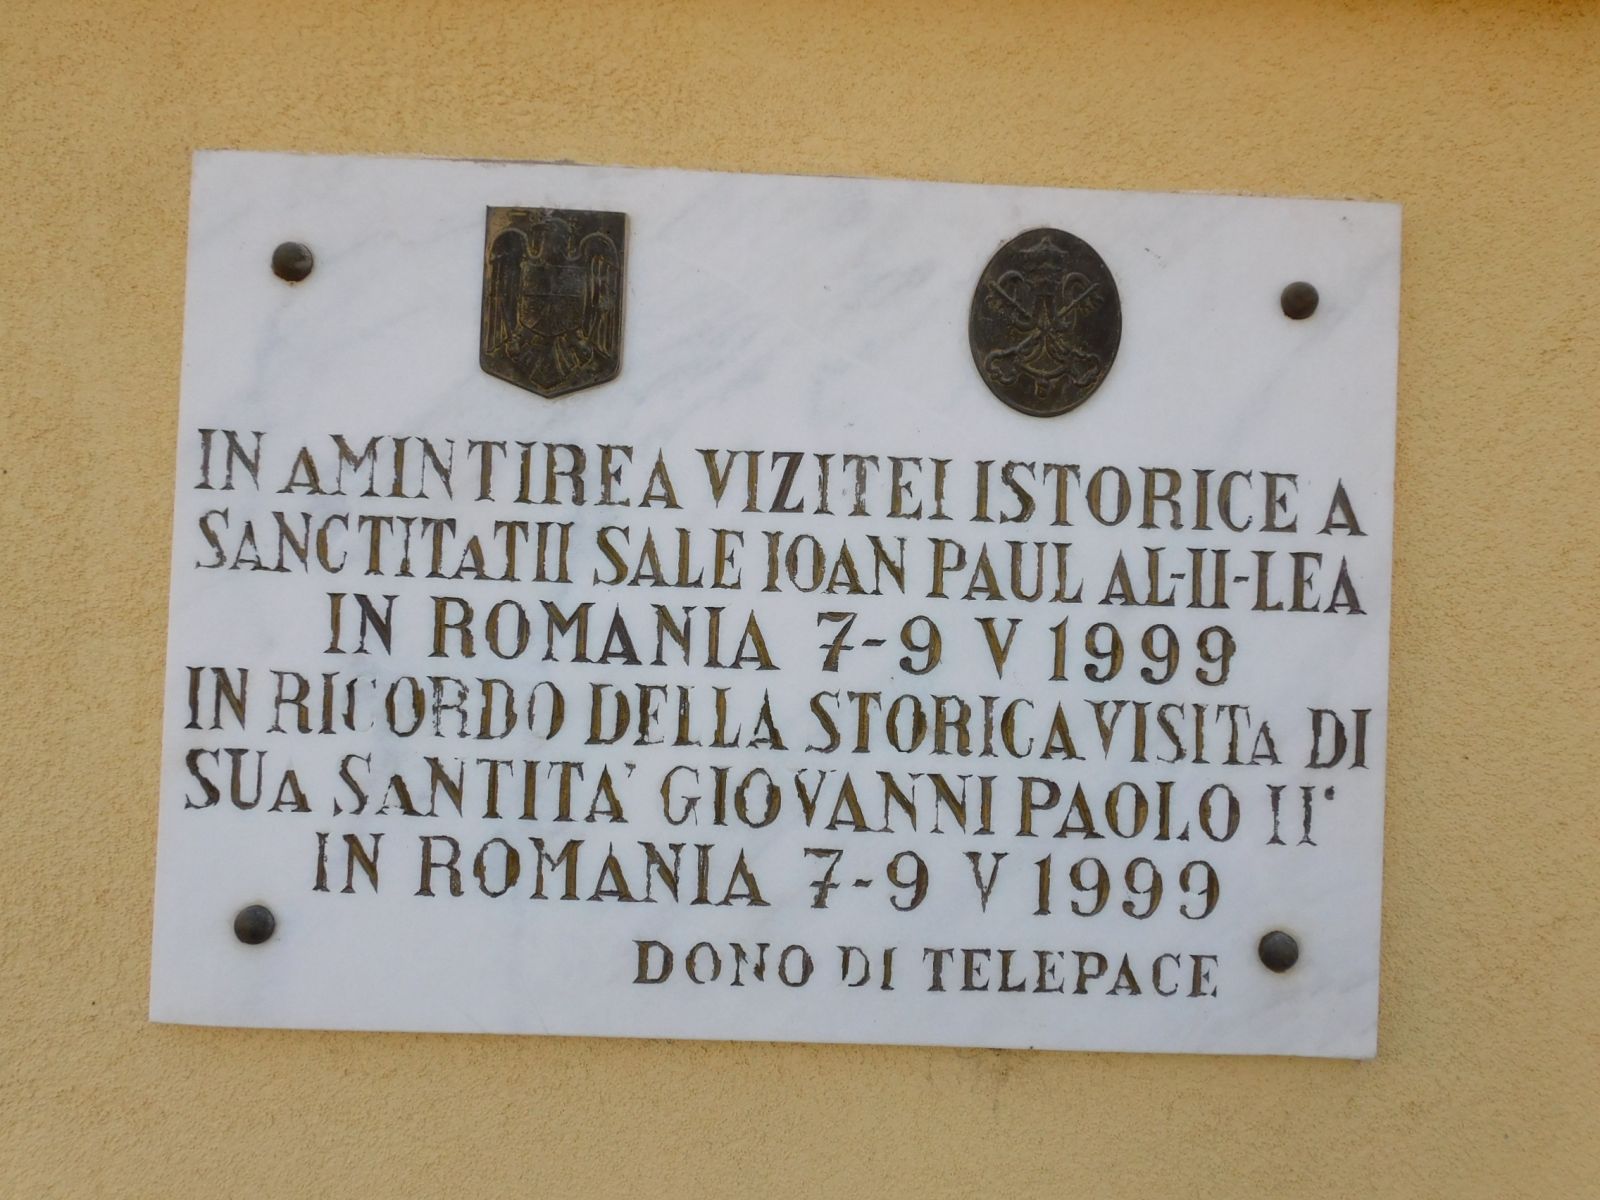 IN AMINTIREA VIZITEI ISTORICE A
SANCTITATII SALE IOAN PAUL AL-II-LEA
IN ROMANIA 7-9 V 1999
IN RICORDO DELLA STORICA VISITA DI
SUA SANTITA' GIOVANNI PAOLO II°
IN ROMANIA 7-9 V 1999
DONO DI TELEPACE